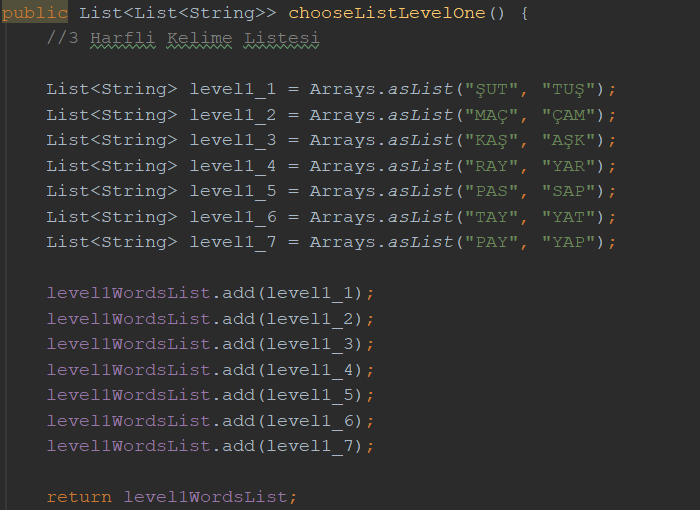 public List<List<String>> chooseListLevelOne() {
//3 Harfli Kelime Listesi
List<String> level1_1 = Arrays.asList("ŞUT", "TUŞ");
List<String> level1_2 = Arrays.asList("MAÇ", "ÇAM");
List<String> level1_3 = Arrays.asList("KAŞ", "AŞK");
List<String> level1_4 = Arrays.asList("RAY", "YAR");
List<String> level1_5 = Arrays.asList("PAS", "SAP");
List<String> level1_6 = Arrays.asList("TAY", "YAT");
List<String> level1_7 = Arrays.asList("PAY", "YAP");
level1WordsList.add(level1_1);
level1WordsList.add(level1_2);
level1WordsList.add(level1_3);
level1WordsList.add(level1_4);
level1WordsList.add(level1_5);
level1WordsList.add(level1_6);
level1WordsList.add(level1_7);
return level1WordsList;